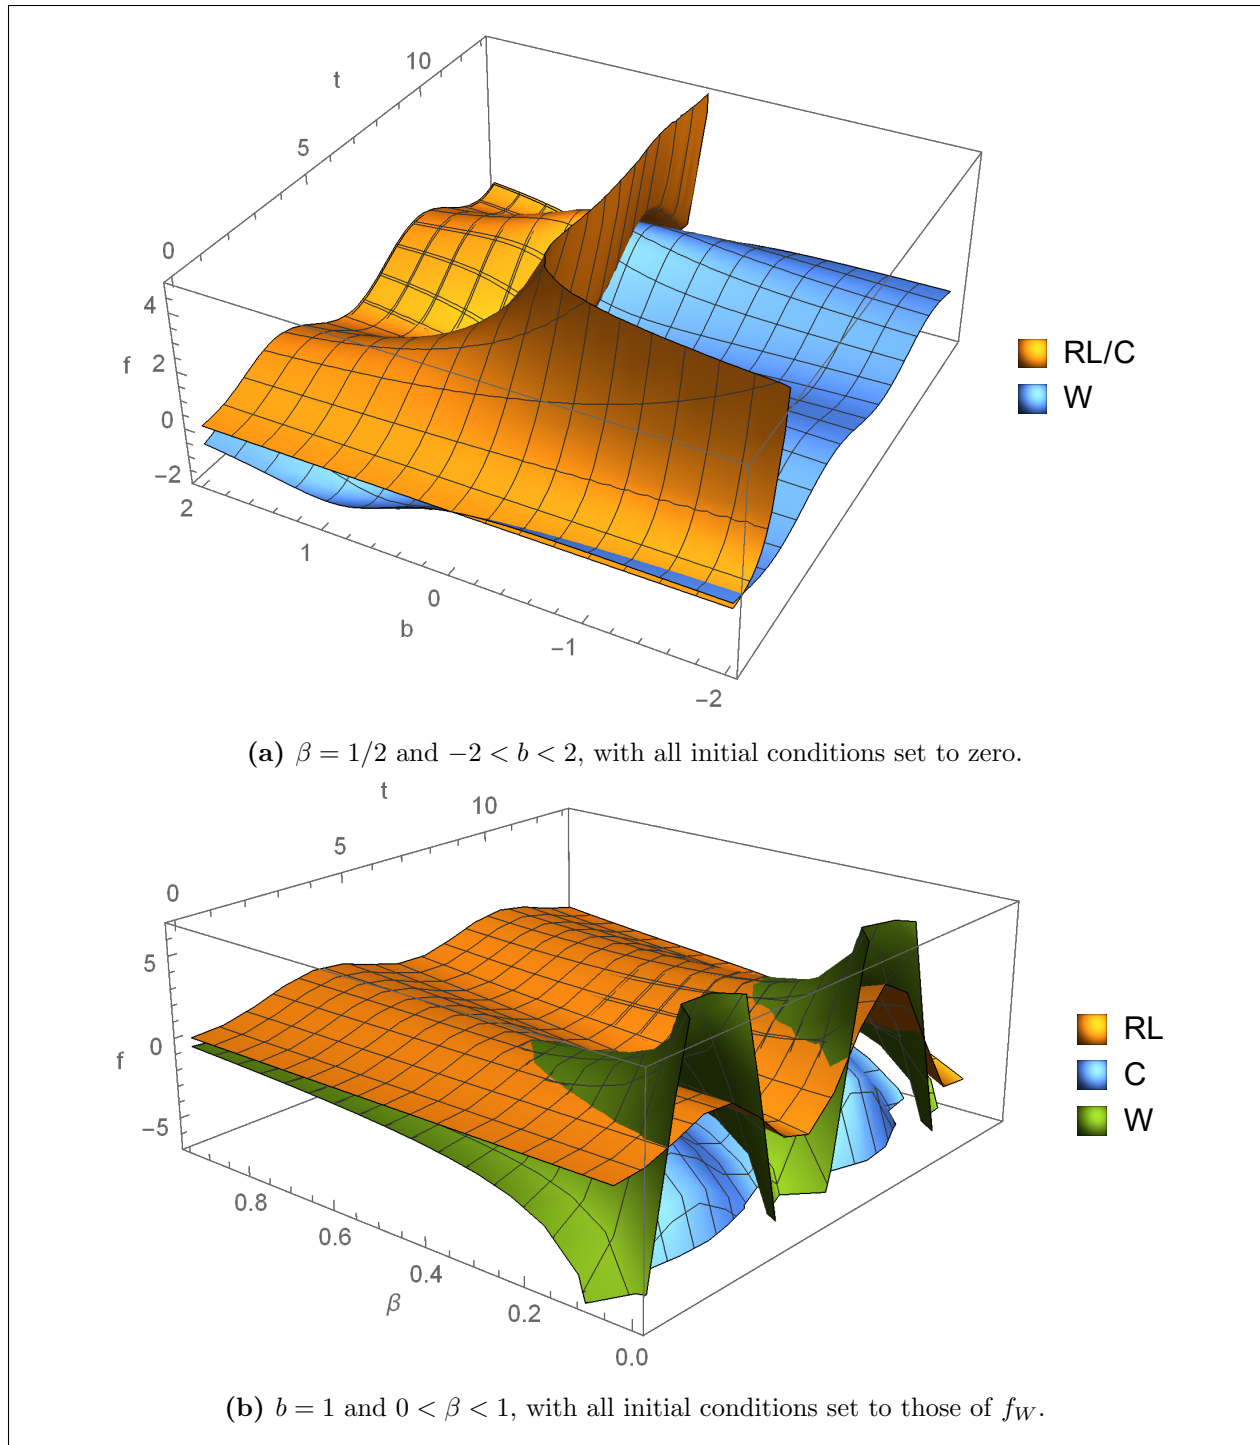 t
10
5
0
4
2
f
0
−2
2
1
0
b
−1
−2
RL/C
W
(a) β = 1/2 and −2 < b < 2, with all initial conditions set to zero.
t
10
5
0
5
0
f
−5
0.8
0.6
0.4
β
0.2
0.0
RL
C
W
(b) b = 1 and 0 < β < 1, with all initial conditions set to those of f_W.